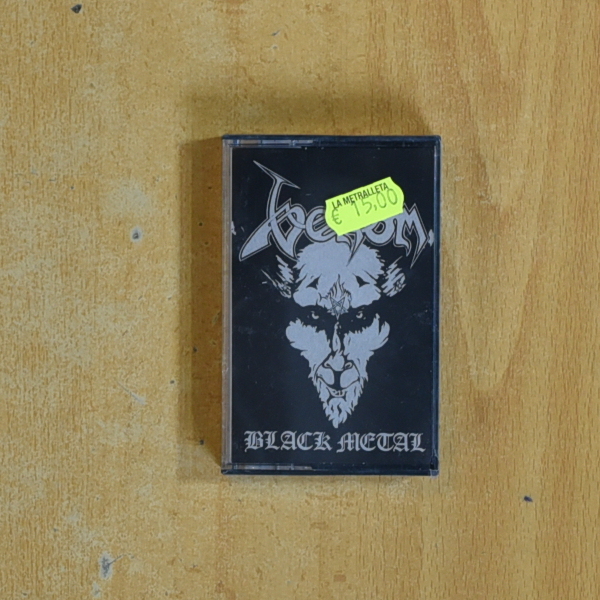 LA METRALLETA
€ 15,00
Venom
BLACK METAL